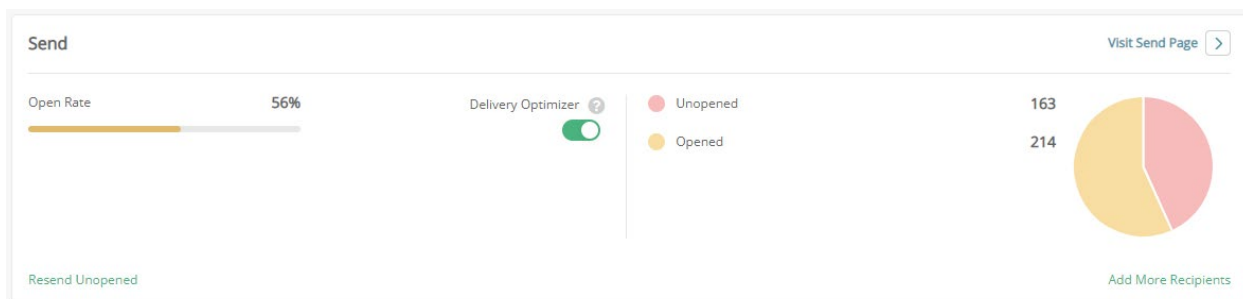 Send
Visit Send Page
Open Rate 56%
Delivery Optimizer ?
Unopened 163
Opened 214
Resend Unopened
Add More Recipients